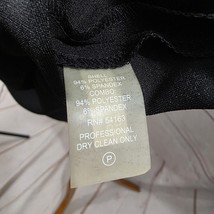 SHELL
94% POLYESTER
6% SPANDEX
COMBO
94% POLYESTER
6% SPANDEX
RN# 54163
PROFESSIONAL
DRY CLEAN ONLY
P